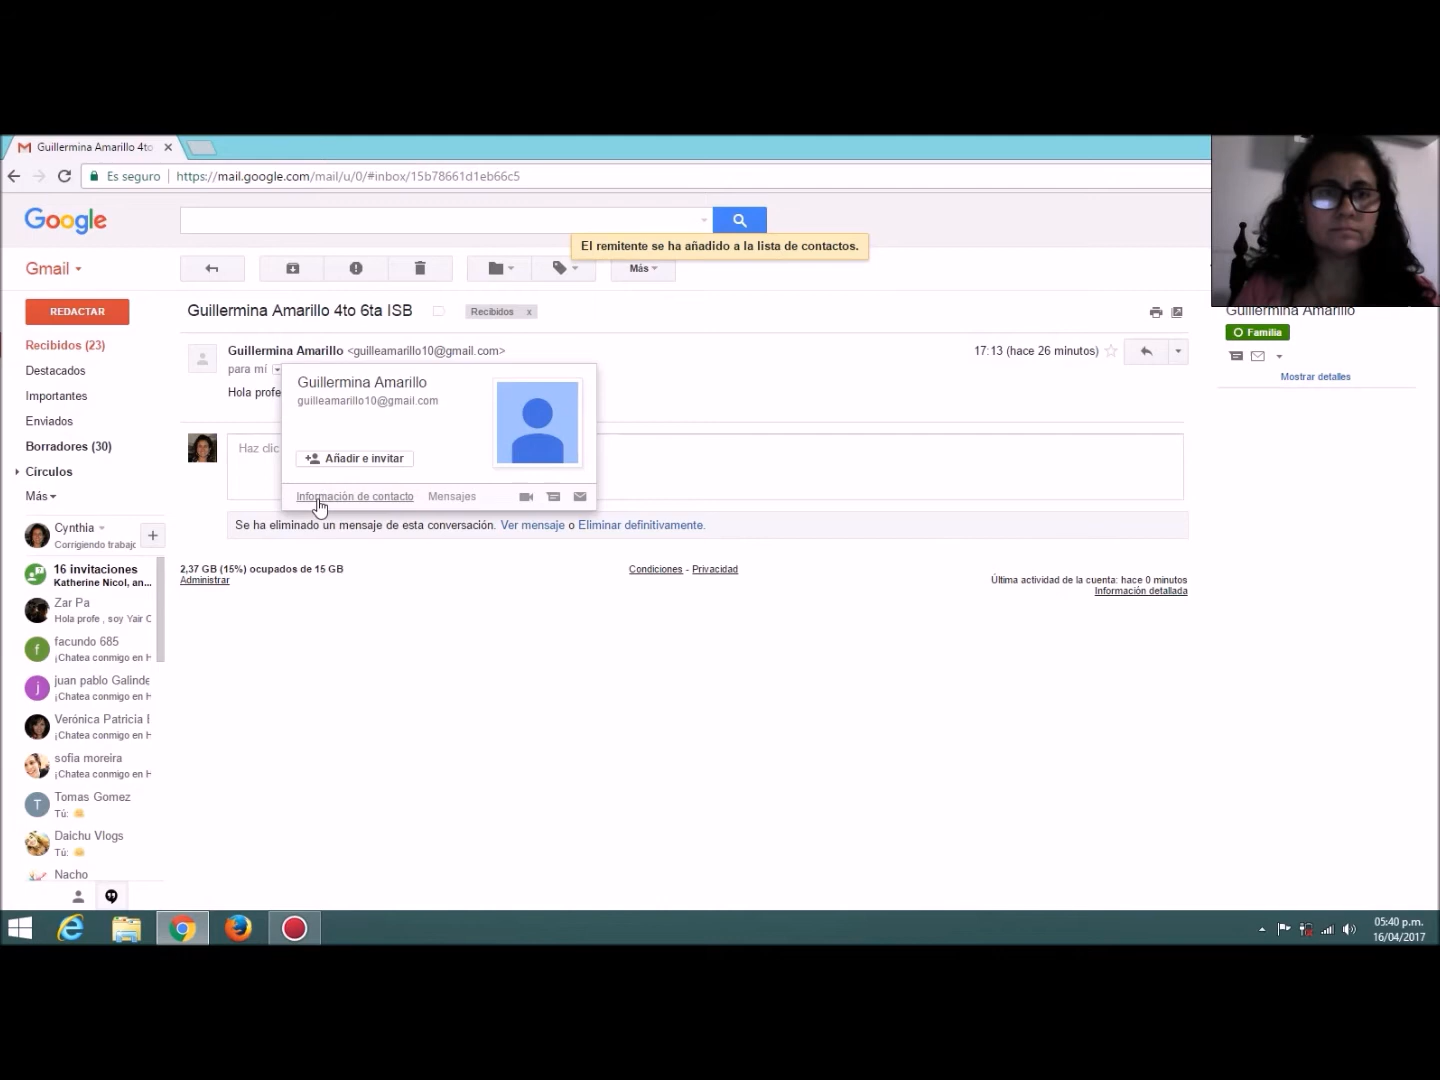 Guillermina Amarillo 4to
Es seguro
https://mail.google.com/mail/u/0/#inbox/15b78661d1eb66c5
Google
El remitente se ha añadido a la lista de contactos.
Gmail
Más
REDACTAR
Recibidos (23)
Destacados
Importantes
Enviados
Borradores (30)
Círculos
Más
Guillermina Amarillo 4to 6ta ISB
Recibidos x
Guillermina Amarillo <guilleamarillo10@gmail.com>
17:13 (hace 26 minutos)
para mí
Hola profe
Guillermina Amarillo
guilleamarillo10@gmail.com
Añadir e invitar
Información de contacto
Mensajes
Haz clic
Se ha eliminado un mensaje de esta conversación. Ver mensaje o Eliminar definitivamente.
2,37 GB (15%) ocupados de 15 GB
Administrar
Condiciones - Privacidad
Última actividad de la cuenta: hace 0 minutos
Información detallada
Guillermina Amarillo
Familia
Mostrar detalles
Cynthia
Corrigiendo trabajo
16 invitaciones
Katherine Nicol, an...
Zar Pa
Hola profe , soy Yair C
f
facundo 685
¡Chatea conmigo en H
j
juan pablo Galinde
¡Chatea conmigo en H
Verónica Patricia
¡Chatea conmigo en H
sofia moreira
¡Chatea conmigo en H
T
Tomas Gomez
Tú:
Daichu Vlogs
Tú:
Nacho
05:40 p.m.
16/04/2017